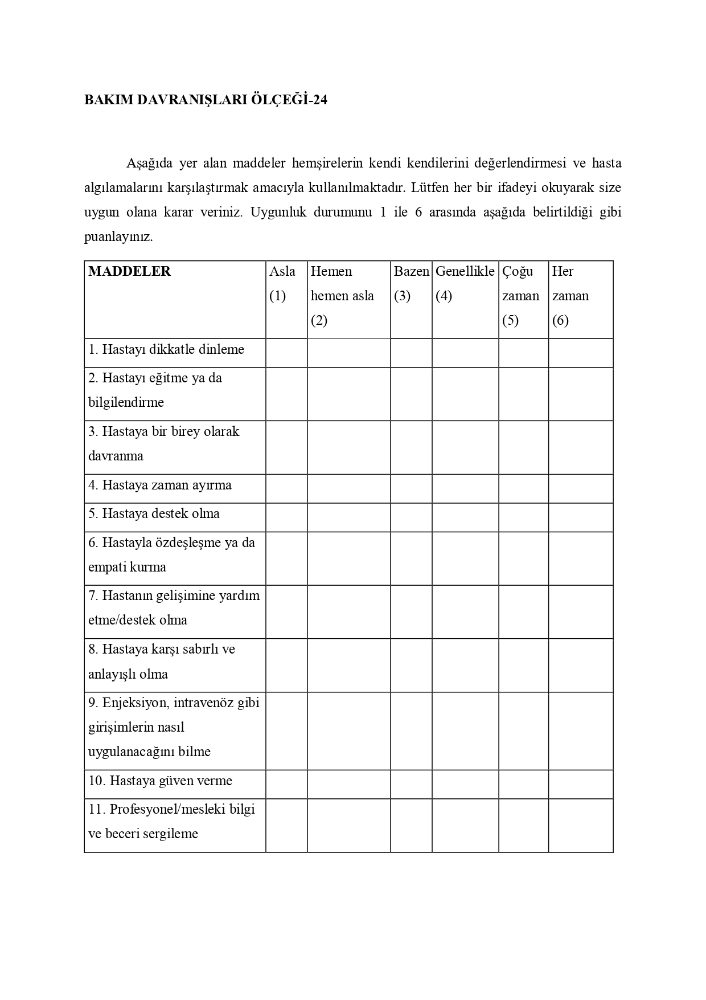 BAKIM DAVRANIŞLARI ÖLÇEĞİ-24
Aşağıda yer alan maddeler hemşirelerin kendi kendilerini değerlendirmesi ve hasta
algılamalarını karşılaştırmak amacıyla kullanılmaktadır. Lütfen her bir ifadeyi okuyarak size
uygun olana karar veriniz. Uygunluk durumunu 1 ile 6 arasında aşağıda belirtildiği gibi
puanlayınız.
MADDELER Asla Hemen Bazen Genellikle Çoğu Her
(1) hemen asla (3) (4) zaman zaman
(2) (5) (6)
1. Hastayı dikkatle dinleme
2. Hastayı eğitme ya da
bilgilendirme
3. Hastaya bir birey olarak
davranma
4. Hastaya zaman ayırma
5. Hastaya destek olma
6. Hastayla özdeşleşme ya da
empati kurma
7. Hastanın gelişimine yardım
etme/destek olma
8. Hastaya karşı sabırlı ve
anlayışlı olma
9. Enjeksiyon, intravenöz gibi
girişimlerin nasıl
uygulanacağını bilme
10. Hastaya güven verme
11. Profesyonel/mesleki bilgi
ve beceri sergileme